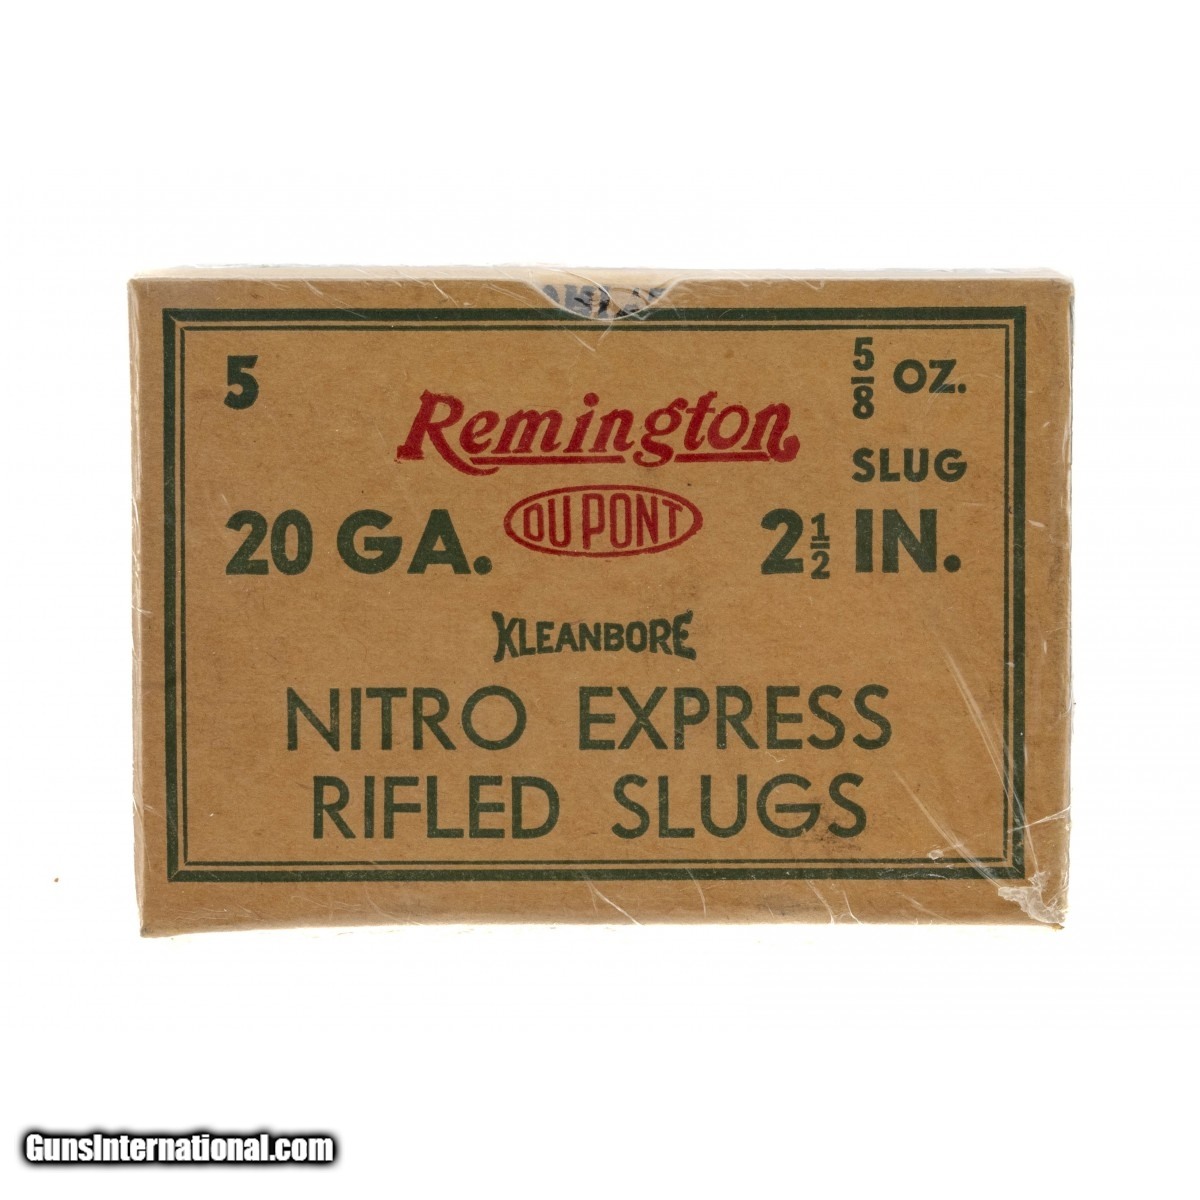 5
5/8 OZ.
SLUG
Remington
DU PONT
20 GA.
2 1/2 IN.
KLEANBORE
NITRO EXPRESS
RIFLED SLUGS
GunsInternational.com